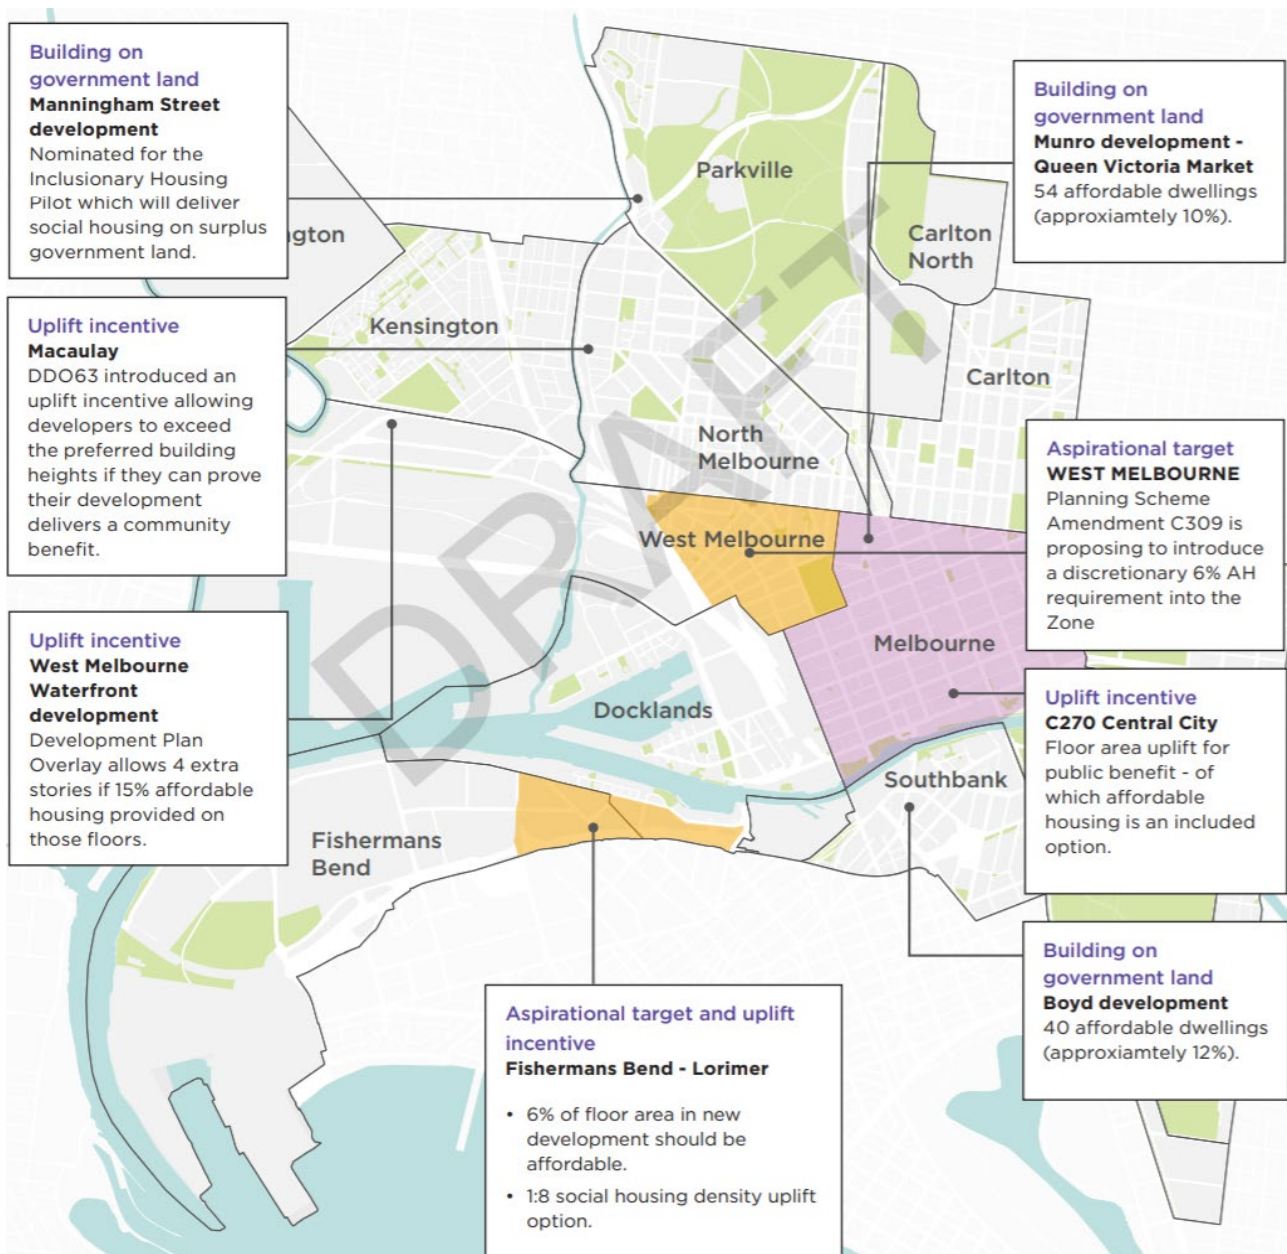 Building on
government land
Manningham Street
development
Nominated for the
Inclusionary Housing
Pilot which will deliver
social housing on surplus
government land.
Uplift incentive
Macaulay
DDO63 introduced an
uplift incentive allowing
developers to exceed
the preferred building
heights if they can prove
their development
delivers a community
benefit.
Uplift incentive
West Melbourne
Waterfront
development
Development Plan
Overlay allows 4 extra
stories if 15% affordable
housing provided on
those floors.
ngton
Kensington
Parkville
Carlton
North
Carlton
North
Melbourne
West Melbourne
Melbourne
Docklands
Southbank
Fishermans
Bend
DRAFT
Building on
government land
Munro development -
Queen Victoria Market
54 affordable dwellings
(approxiamtely 10%).
Aspirational target
WEST MELBOURNE
Planning Scheme
Amendment C309 is
proposing to introduce
a discretionary 6% AH
requirement into the
Zone
Uplift incentive
C270 Central City
Floor area uplift for
public benefit - of
which affordable
housing is an included
option.
Building on
government land
Boyd development
40 affordable dwellings
(approxiamtely 12%).
Aspirational target and uplift
incentive
Fishermans Bend - Lorimer
• 6% of floor area in new
development should be
affordable.
• 1:8 social housing density uplift
option.